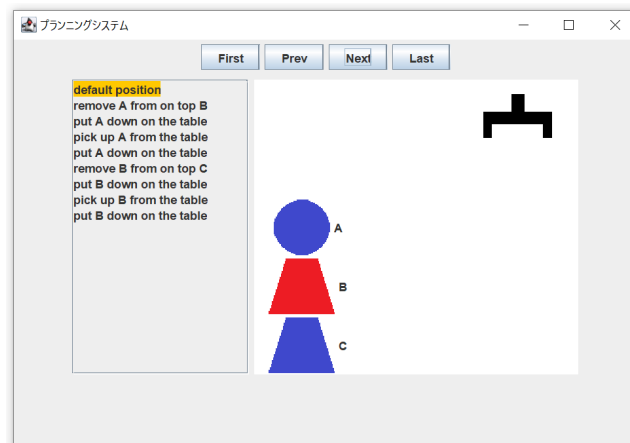 プランニングシステム
First Prev Next Last
default position
remove A from on top B
put A down on the table
pick up A from the table
put A down on the table
remove B from on top C
put B down on the table
pick up B from the table
put B down on the table
A
B
C